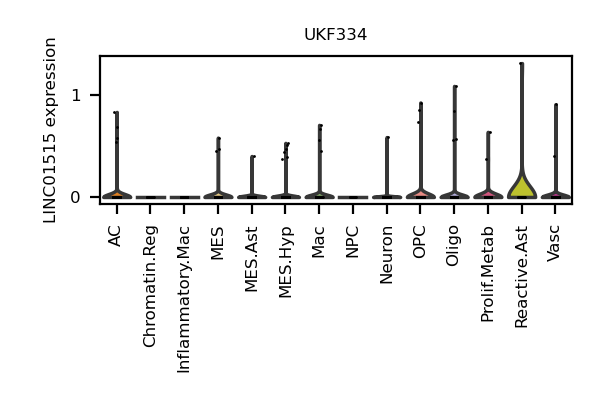 UKF334
LINC01515 expression
1
0
AC
Chromatin.Reg
Inflammatory.Mac
MES
MES.Ast
MES.Hyp
Mac
NPC
Neuron
OPC
Oligo
Prolif.Metab
Reactive.Ast
Vasc